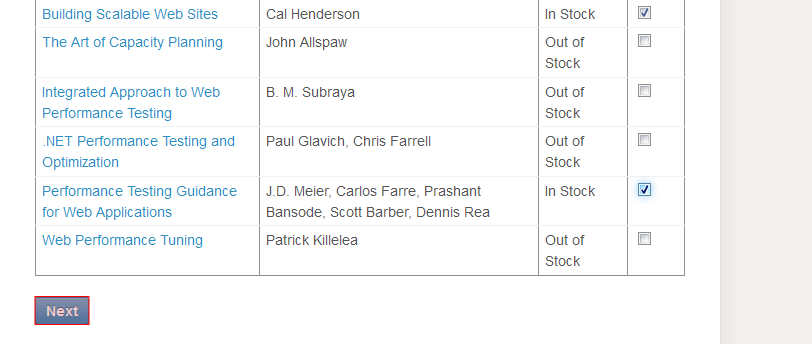 Building Scalable Web Sites Cal Henderson In Stock
The Art of Capacity Planning John Allspaw Out of
Stock
Integrated Approach to Web B. M. Subraya Out of
Performance Testing Stock
.NET Performance Testing and Paul Glavich, Chris Farrell Out of
Optimization Stock
Performance Testing Guidance J.D. Meier, Carlos Farre, Prashant In Stock
for Web Applications Bansode, Scott Barber, Dennis Rea
Web Performance Tuning Patrick Killelea Out of
Stock
Next